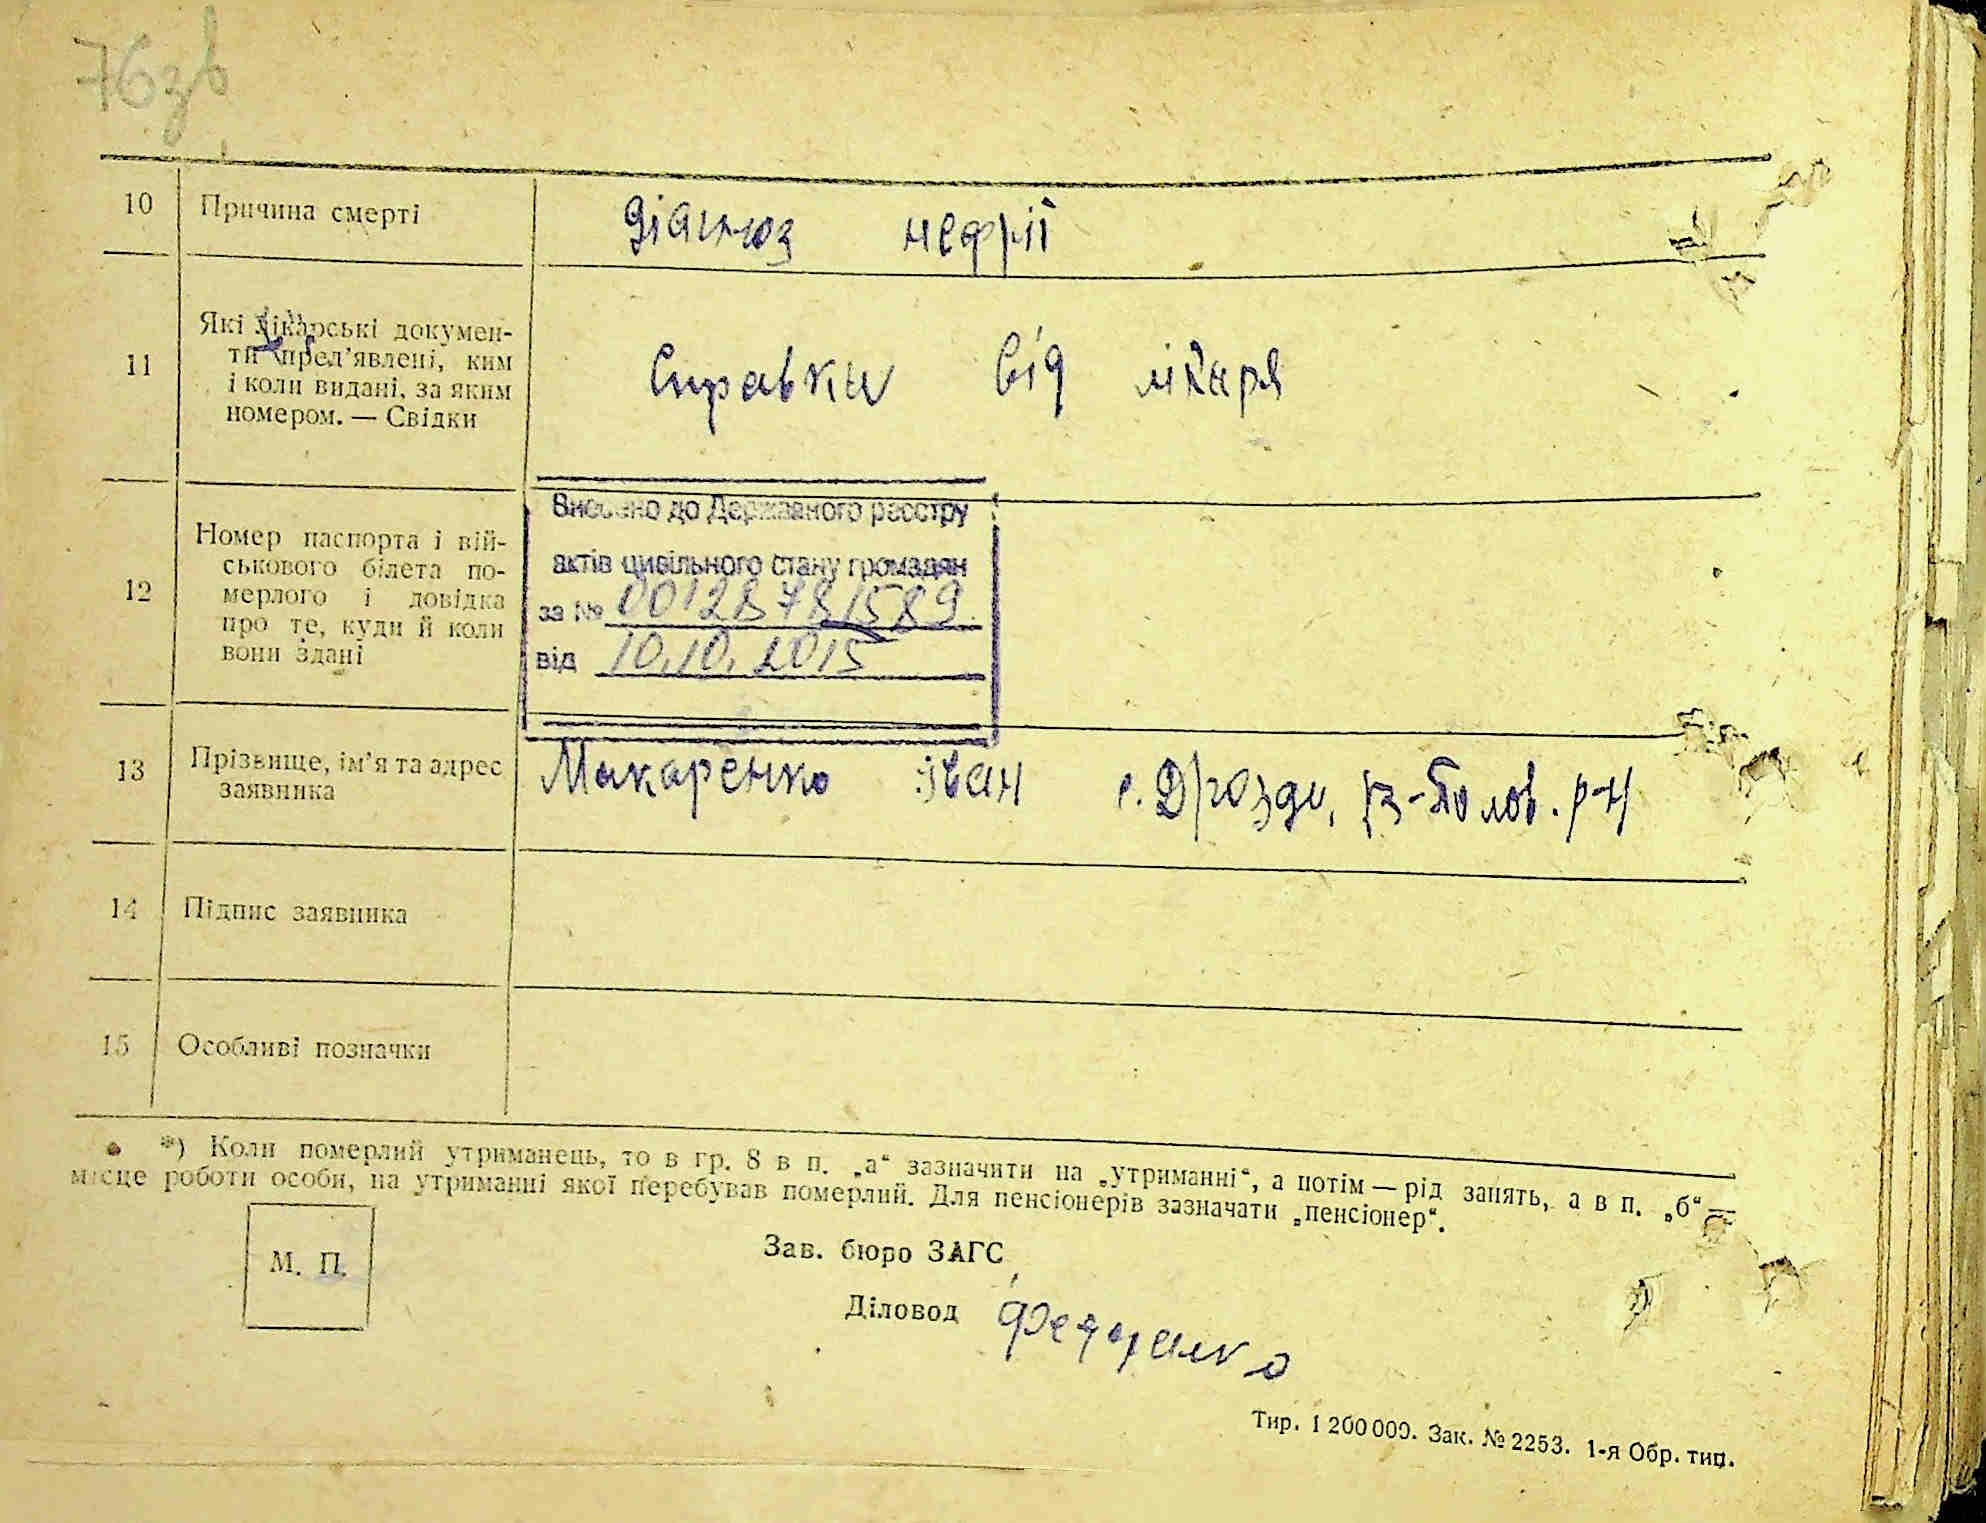 76зв
10 Причина смерті діагноз нефрії
11 Які лікарські докумен-
ти пред’явлені, ким
і коли видані, за яким
номером. — Свідки
Справки від лікаря
12 Номер паспорта і вій-
ськового білета по-
мерлого і довідка
про те, куди й коли
вони здані
Внесено до Державного реєстру
актів цивільного стану громадян
за № 00128781589
від 10.10.2015
13 Прізвище, ім’я та адрес
заявника
Макаренко Іван с. Дрозди, -Полов. р-н
14 Підпис заявника
15 Особливі позначки
*) Коли померлий утриманець, то в гр. 8 в п. „а“ зазначити на „утриманні“, а потім — рід занять, а в п. „б“ —
місце роботи особи, на утриманні якої перебував померлий. Для пенсіонерів зазначати „пенсіонер“.
М. П.
Зав. бюро ЗАГС
Діловод
Тир. 1 200 000. Зак. № 2253. 1-я Обр. тип.